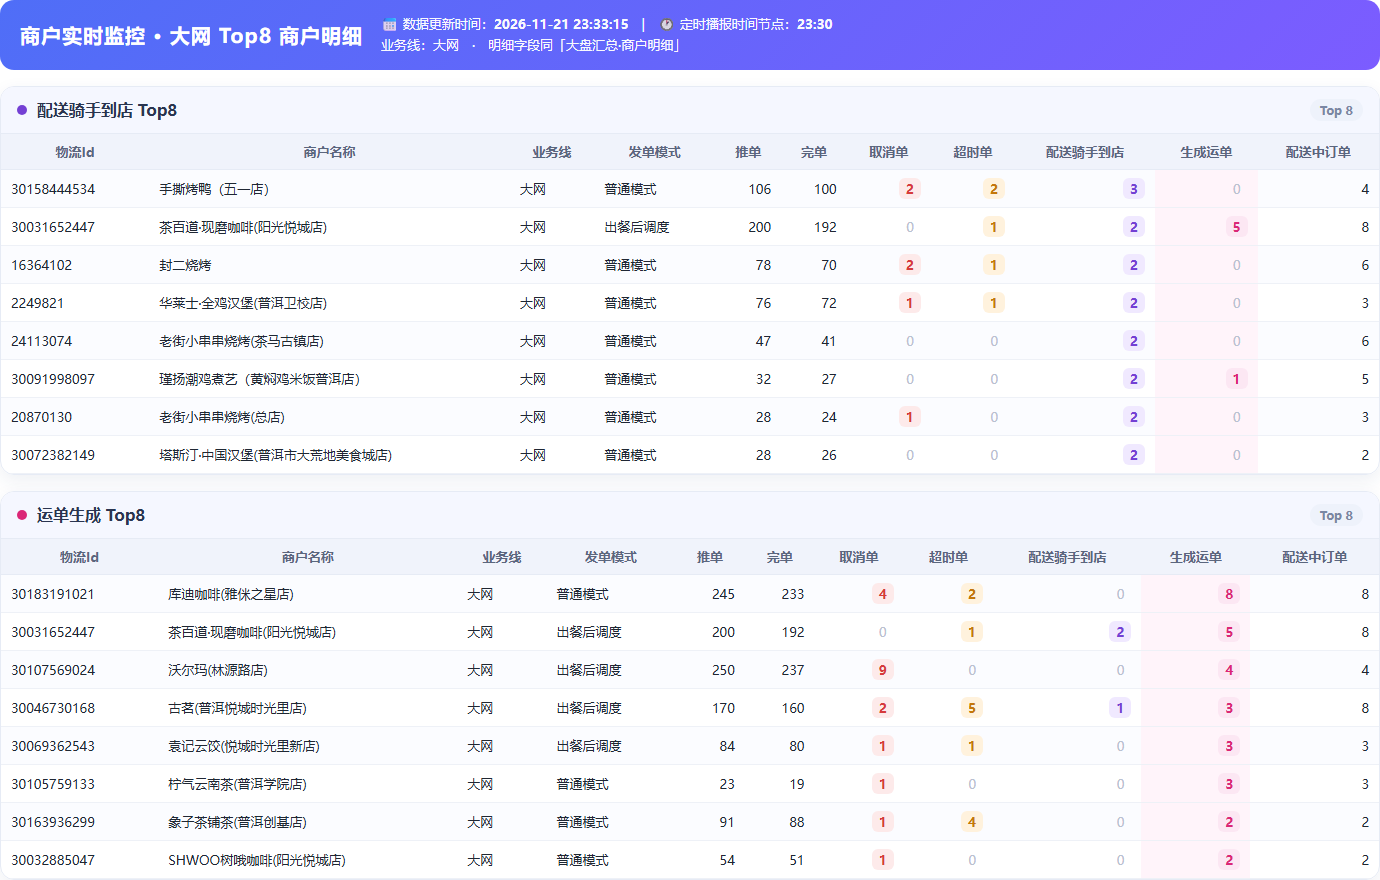 商户实时监控 • 大网 Top8 商户明细
数据更新时间：2026-11-21 23:33:15 | 定时播报时间节点：23:30
业务线：大网 · 明细字段同「大盘汇总·商户明细」
配送骑手到店 Top8 Top 8
物流Id 商户名称 业务线 发单模式 推单 完单 取消单 超时单 配送骑手到店 生成运单 配送中订单
30158444534 手撕烤鸭（五一店） 大网 普通模式 106 100 2 2 3 0 4
30031652447 茶百道·现磨咖啡(阳光悦城店) 大网 出餐后调度 200 192 0 1 2 5 8
16364102 封二烧烤 大网 普通模式 78 70 2 1 2 0 6
2249821 华莱士·全鸡汉堡(普洱卫校店) 大网 普通模式 76 72 1 1 2 0 3
24113074 老街小串串烧烤(茶马古镇店) 大网 普通模式 47 41 0 0 2 0 6
30091998097 瑾扬潮鸡煮艺（黄焖鸡米饭普洱店） 大网 普通模式 32 27 0 0 2 1 5
20870130 老街小串串烧烤(总店) 大网 普通模式 28 24 1 0 2 0 3
30072382149 塔斯汀·中国汉堡(普洱市大荒地美食城店) 大网 普通模式 28 26 0 0 2 0 2
运单生成 Top8 Top 8
物流Id 商户名称 业务线 发单模式 推单 完单 取消单 超时单 配送骑手到店 生成运单 配送中订单
30183191021 库迪咖啡(雅佧之星店) 大网 普通模式 245 233 4 2 0 8 8
30031652447 茶百道·现磨咖啡(阳光悦城店) 大网 出餐后调度 200 192 0 1 2 5 8
30107569024 沃尔玛(林源路店) 大网 出餐后调度 250 237 9 0 0 4 4
30046730168 古茗(普洱悦城时光里店) 大网 出餐后调度 170 160 2 5 1 3 8
30069362543 袁记云饺(悦城时光里新店) 大网 出餐后调度 84 80 1 1 0 3 3
30105759133 柠气云南茶(普洱学院店) 大网 普通模式 23 19 1 0 0 3 3
30163936299 象子茶铺茶(普洱创基店) 大网 普通模式 91 88 1 4 0 2 2
30032885047 SHWOO树哦咖啡(阳光悦城店) 大网 普通模式 54 51 1 0 0 2 2